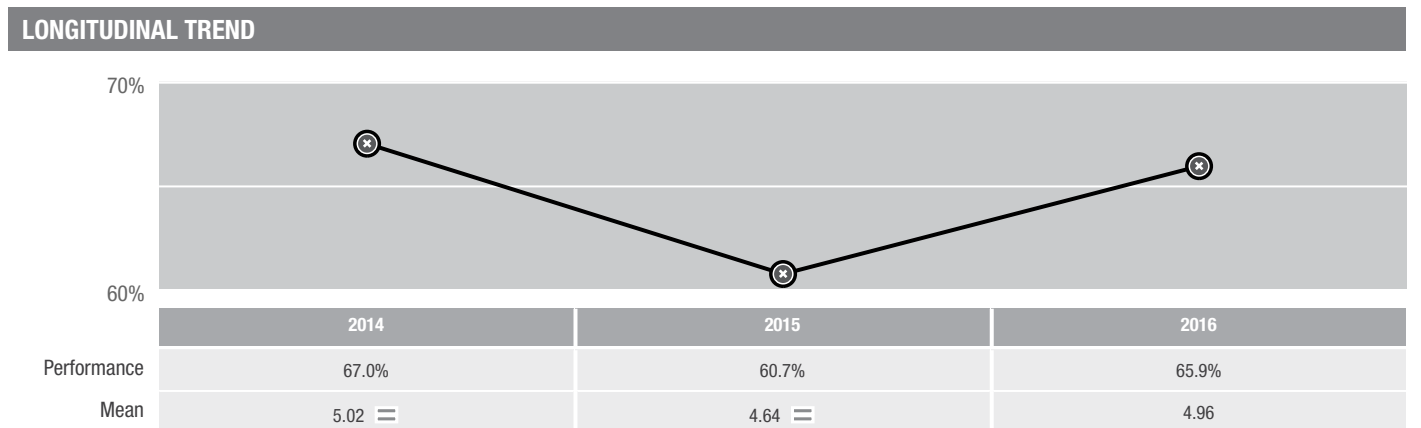 LONGITUDINAL TREND
70%
60%
2014 2015 2016
Performance 67.0% 60.7% 65.9%
Mean 5.02 = 4.64 = 4.96